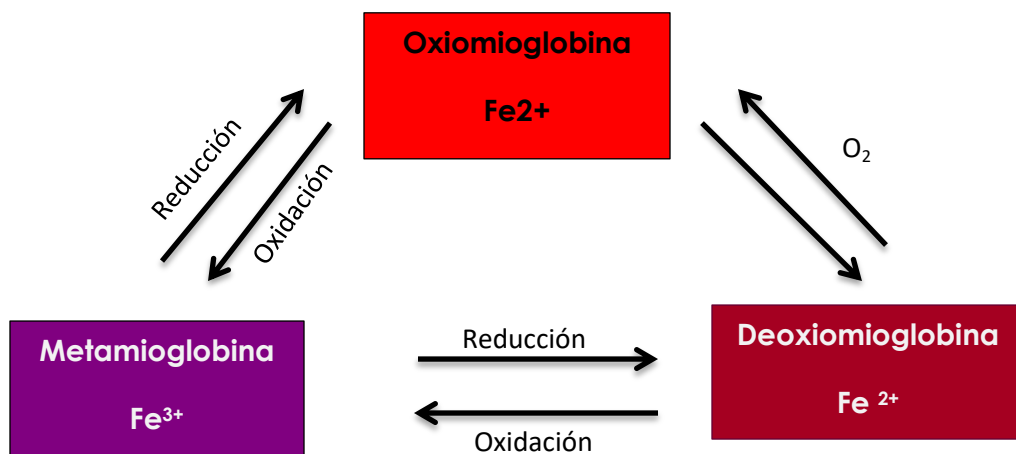 Oxiomioglobina
Fe2+
Reducción
Oxidación
O₂
Metamioglobina
Fe³⁺
Reducción
Oxidación
Deoxiomioglobina
Fe ²⁺